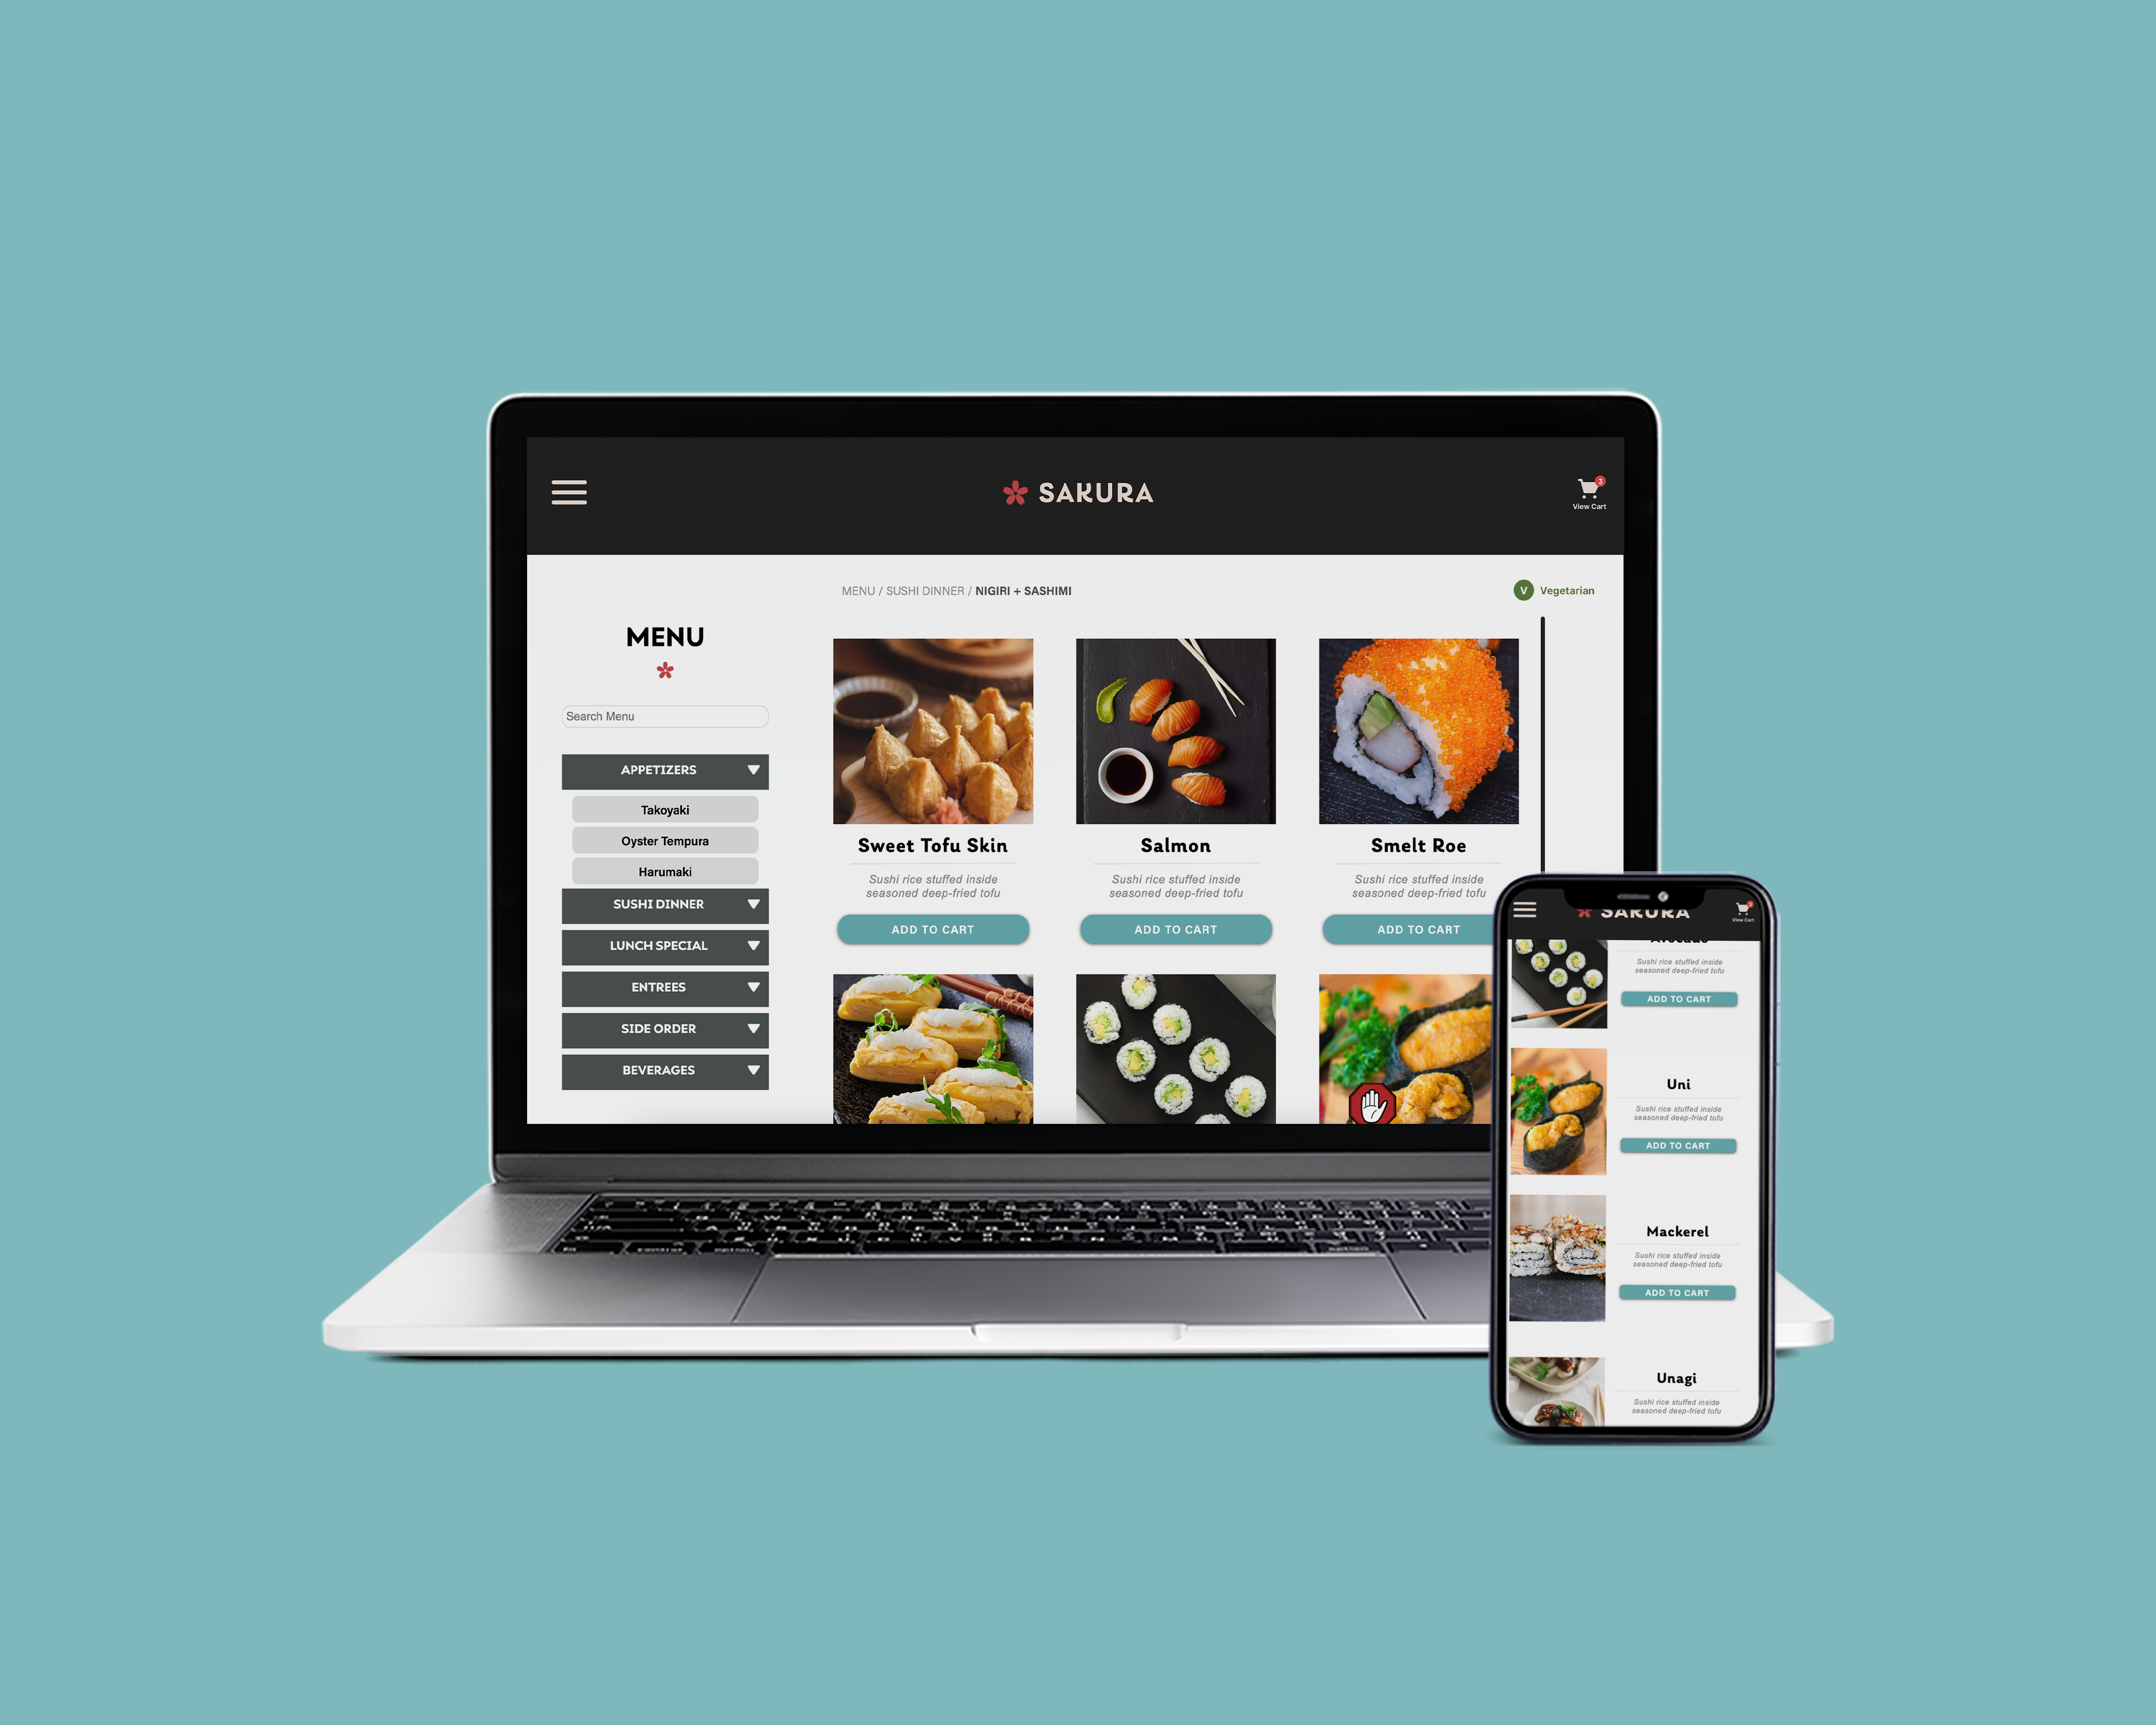 SAKURA
3
View Cart
MENU / SUSHI DINNER / NIGIRI + SASHIMI
V Vegetarian
MENU
Search Menu
APPETIZERS
Takoyaki
Oyster Tempura
Harumaki
SUSHI DINNER
LUNCH SPECIAL
ENTREES
SIDE ORDER
BEVERAGES
Sweet Tofu Skin
Sushi rice stuffed inside
seasoned deep-fried tofu
ADD TO CART
Salmon
Sushi rice stuffed inside
seasoned deep-fried tofu
ADD TO CART
Smelt Roe
Sushi rice stuffed inside
seasoned deep-fried tofu
ADD TO CART
SAKURA
3
View Cart
Avocado
Sushi rice stuffed inside
seasoned deep-fried tofu
ADD TO CART
Uni
Sushi rice stuffed inside
seasoned deep-fried tofu
ADD TO CART
Mackerel
Sushi rice stuffed inside
seasoned deep-fried tofu
ADD TO CART
Unagi
Sushi rice stuffed inside
seasoned deep-fried tofu